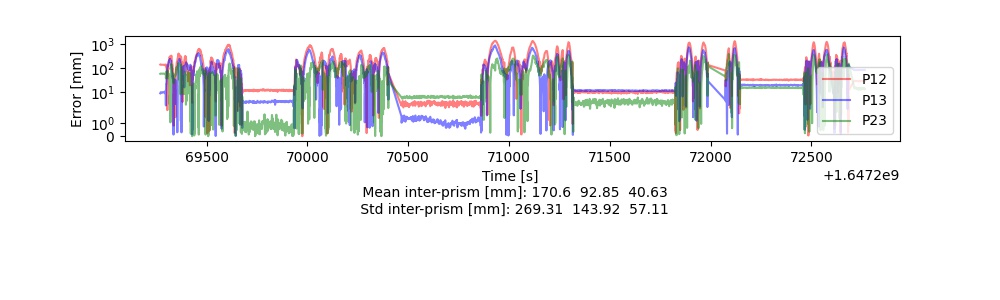 Error [mm]
10³
10²
10¹
10⁰
0
P12
P13
P23
69500 70000 70500 71000 71500 72000 72500
Time [s]
+1.6472e9
Mean inter-prism [mm]: 170.6 92.85 40.63
Std inter-prism [mm]: 269.31 143.92 57.11